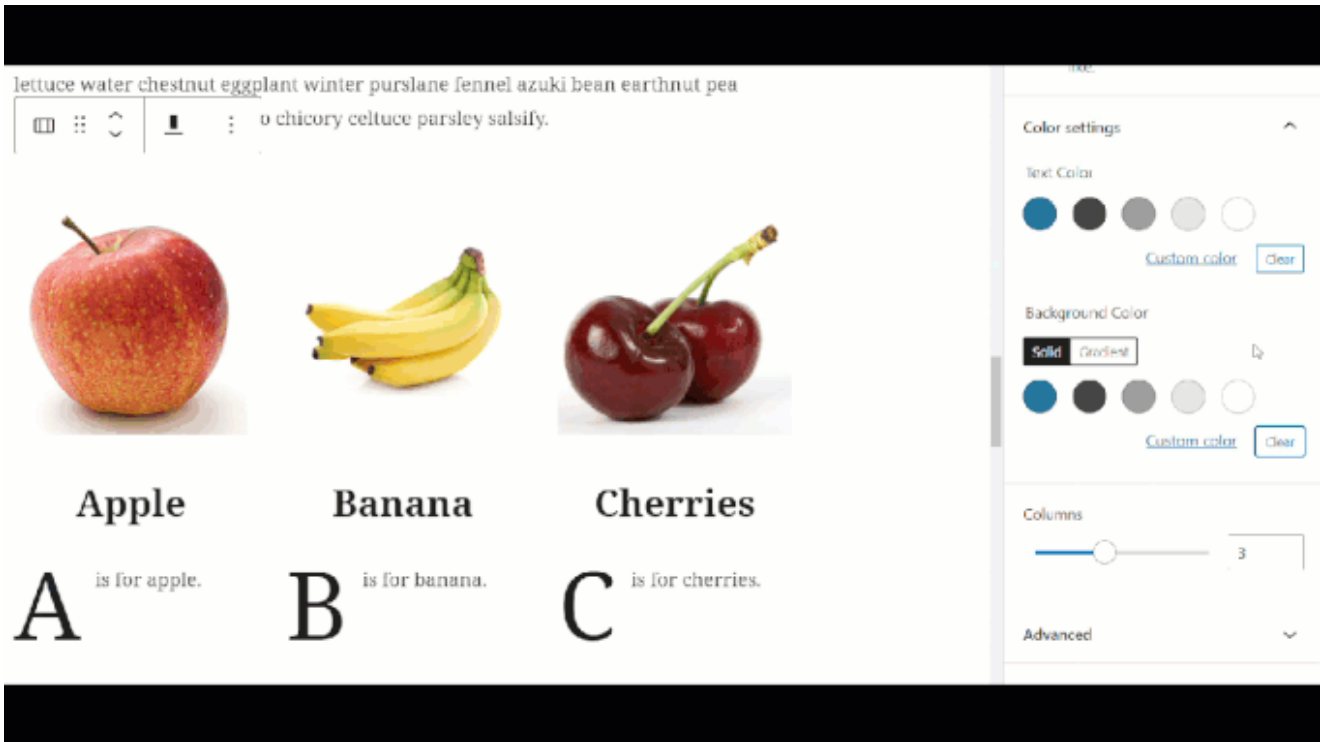 lettuce water chestnut eggplant winter purslane fennel azuki bean earthnut pea
o chicory celtuce parsley salsify.
Apple
Banana
Cherries
A is for apple.
B is for banana.
C is for cherries.
Color settings
Text Color
Custom color
Clear
Background Color
Solid
Gradient
Custom color
Clear
Columns
3
Advanced